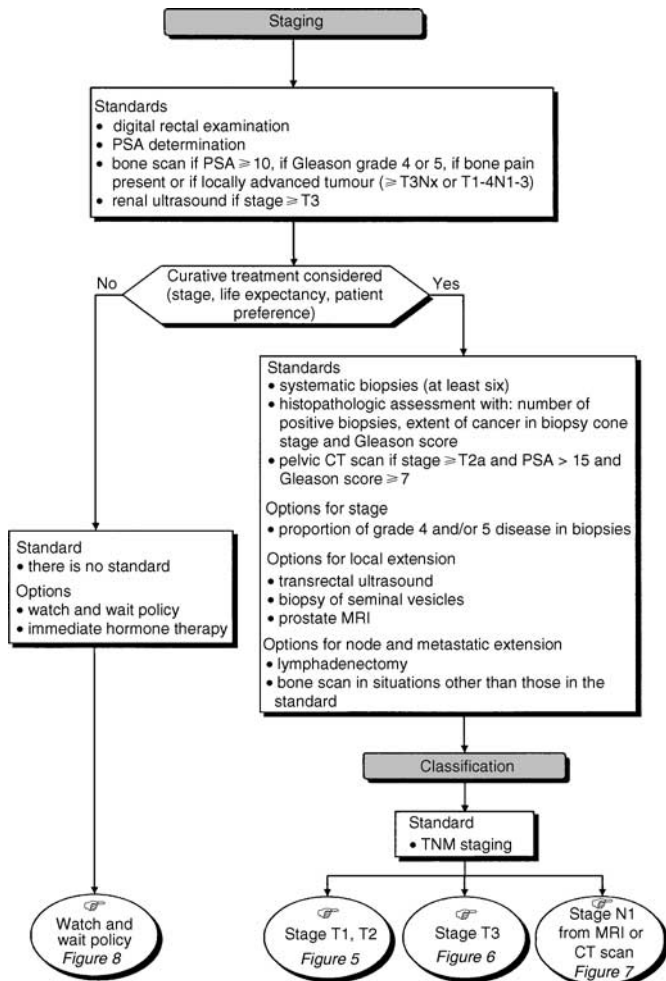 Staging
Standards
• digital rectal examination
• PSA determination
• bone scan if PSA ≥ 10, if Gleason grade 4 or 5, if bone pain
present or if locally advanced tumour (≥ T3Nx or T1-4N1-3)
• renal ultrasound if stage ≥ T3
Curative treatment considered
(stage, life expectancy, patient
preference)
No
Yes
Standard
• there is no standard
Options
• watch and wait policy
• immediate hormone therapy
Standards
• systematic biopsies (at least six)
• histopathologic assessment with: number of
positive biopsies, extent of cancer in biopsy cone
stage and Gleason score
• pelvic CT scan if stage ≥ T2a and PSA > 15 and
Gleason score ≥ 7
Options for stage
• proportion of grade 4 and/or 5 disease in biopsies
Options for local extension
• transrectal ultrasound
• biopsy of seminal vesicles
• prostate MRI
Options for node and metastatic extension
• lymphadenectomy
• bone scan in situations other than those in the
standard
Classification
Standard
• TNM staging
Watch and
wait policy
Figure 8
Stage T1, T2
Figure 5
Stage T3
Figure 6
Stage N1
from MRI or
CT scan
Figure 7